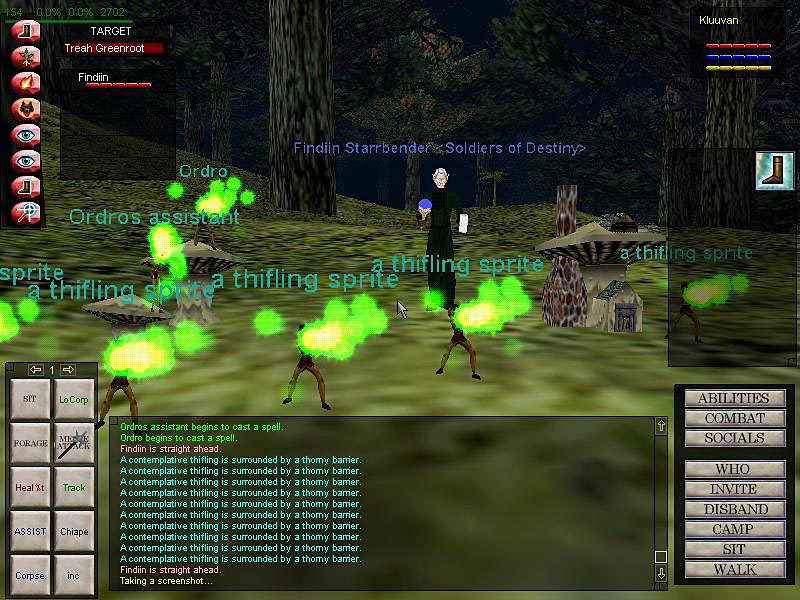 154 0.0% 0.0% 2702
TARGET
Treah Greenroot
Findiin
Kluuvan
Findiin Starrbender <Soldiers of Destiny>
Ordro
Ordros assistant
sprite
a thifling sprite
a thifling sprite
a thifling sprite
a thifling sprite
1
SIT
LoCorp
FORAGE
MELEE ATTACK
Heal%t
Track
ASSIST
Chiape
Corpse
inc
Ordros assistant begins to cast a spell.
Ordro begins to cast a spell.
Findiin is straight ahead.
A contemplative thifling is surrounded by a thorny barrier.
A contemplative thifling is surrounded by a thorny barrier.
A contemplative thifling is surrounded by a thorny barrier.
A contemplative thifling is surrounded by a thorny barrier.
A contemplative thifling is surrounded by a thorny barrier.
A contemplative thifling is surrounded by a thorny barrier.
A contemplative thifling is surrounded by a thorny barrier.
A contemplative thifling is surrounded by a thorny barrier.
A contemplative thifling is surrounded by a thorny barrier.
A contemplative thifling is surrounded by a thorny barrier.
Findiin is straight ahead.
Taking a screenshot...
ABILITIES
COMBAT
SOCIALS
WHO
INVITE
DISBAND
CAMP
SIT
WALK